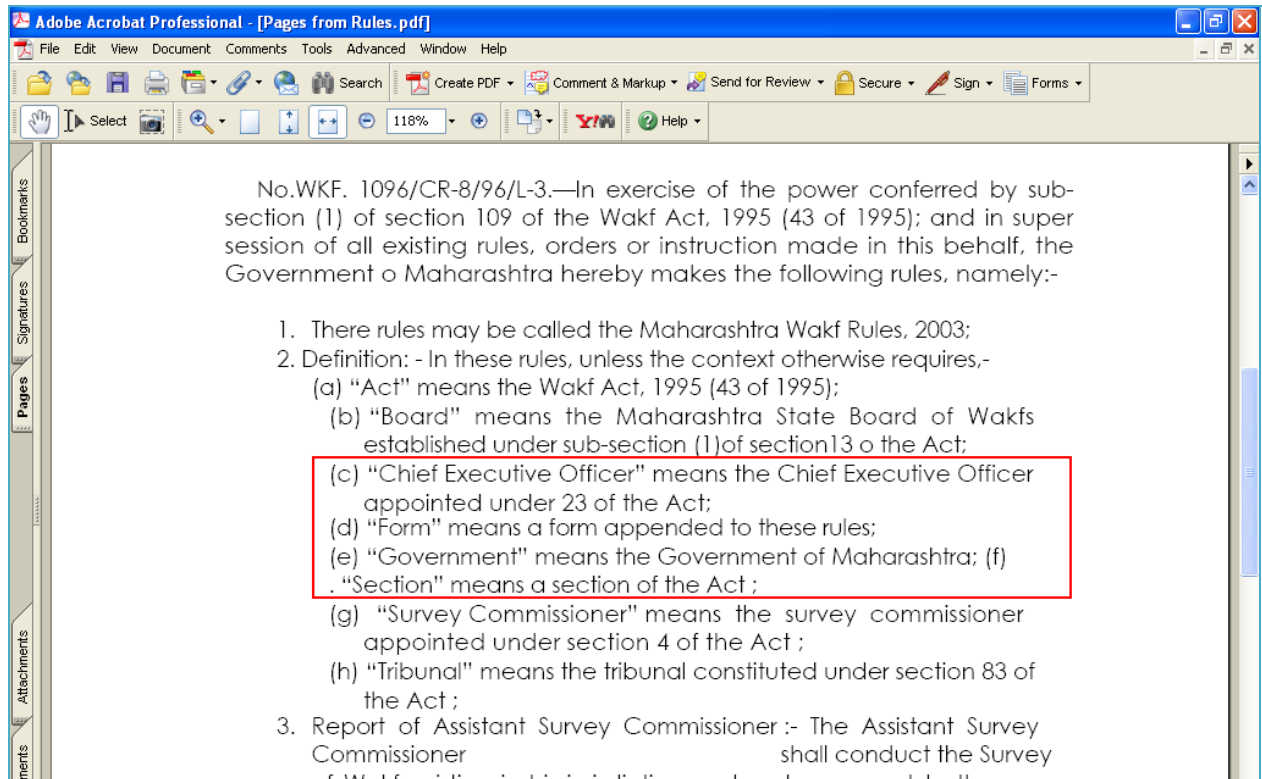 Adobe Acrobat Professional - [Pages from Rules.pdf]
File Edit View Document Comments Tools Advanced Window Help
Search Create PDF Comment & Markup Send for Review Secure Sign Forms
Select 118% Y! Help
Bookmarks
Signatures
Pages
Attachments
ments
No.WKF. 1096/CR-8/96/L-3.—In exercise of the power conferred by sub-
section (1) of section 109 of the Wakf Act, 1995 (43 of 1995); and in super
session of all existing rules, orders or instruction made in this behalf, the
Government o Maharashtra hereby makes the following rules, namely:-
1. There rules may be called the Maharashtra Wakf Rules, 2003;
2. Definition: - In these rules, unless the context otherwise requires,-
(a) “Act” means the Wakf Act, 1995 (43 of 1995);
(b) “Board” means the Maharashtra State Board of Wakfs
established under sub-section (1)of section13 o the Act;
(c) “Chief Executive Officer” means the Chief Executive Officer
appointed under 23 of the Act;
(d) “Form” means a form appended to these rules;
(e) “Government” means the Government of Maharashtra; (f)
. “Section” means a section of the Act ;
(g) “Survey Commissioner” means the survey commissioner
appointed under section 4 of the Act ;
(h) “Tribunal” means the tribunal constituted under section 83 of
the Act ;
3. Report of Assistant Survey Commissioner :- The Assistant Survey
Commissioner shall conduct the Survey